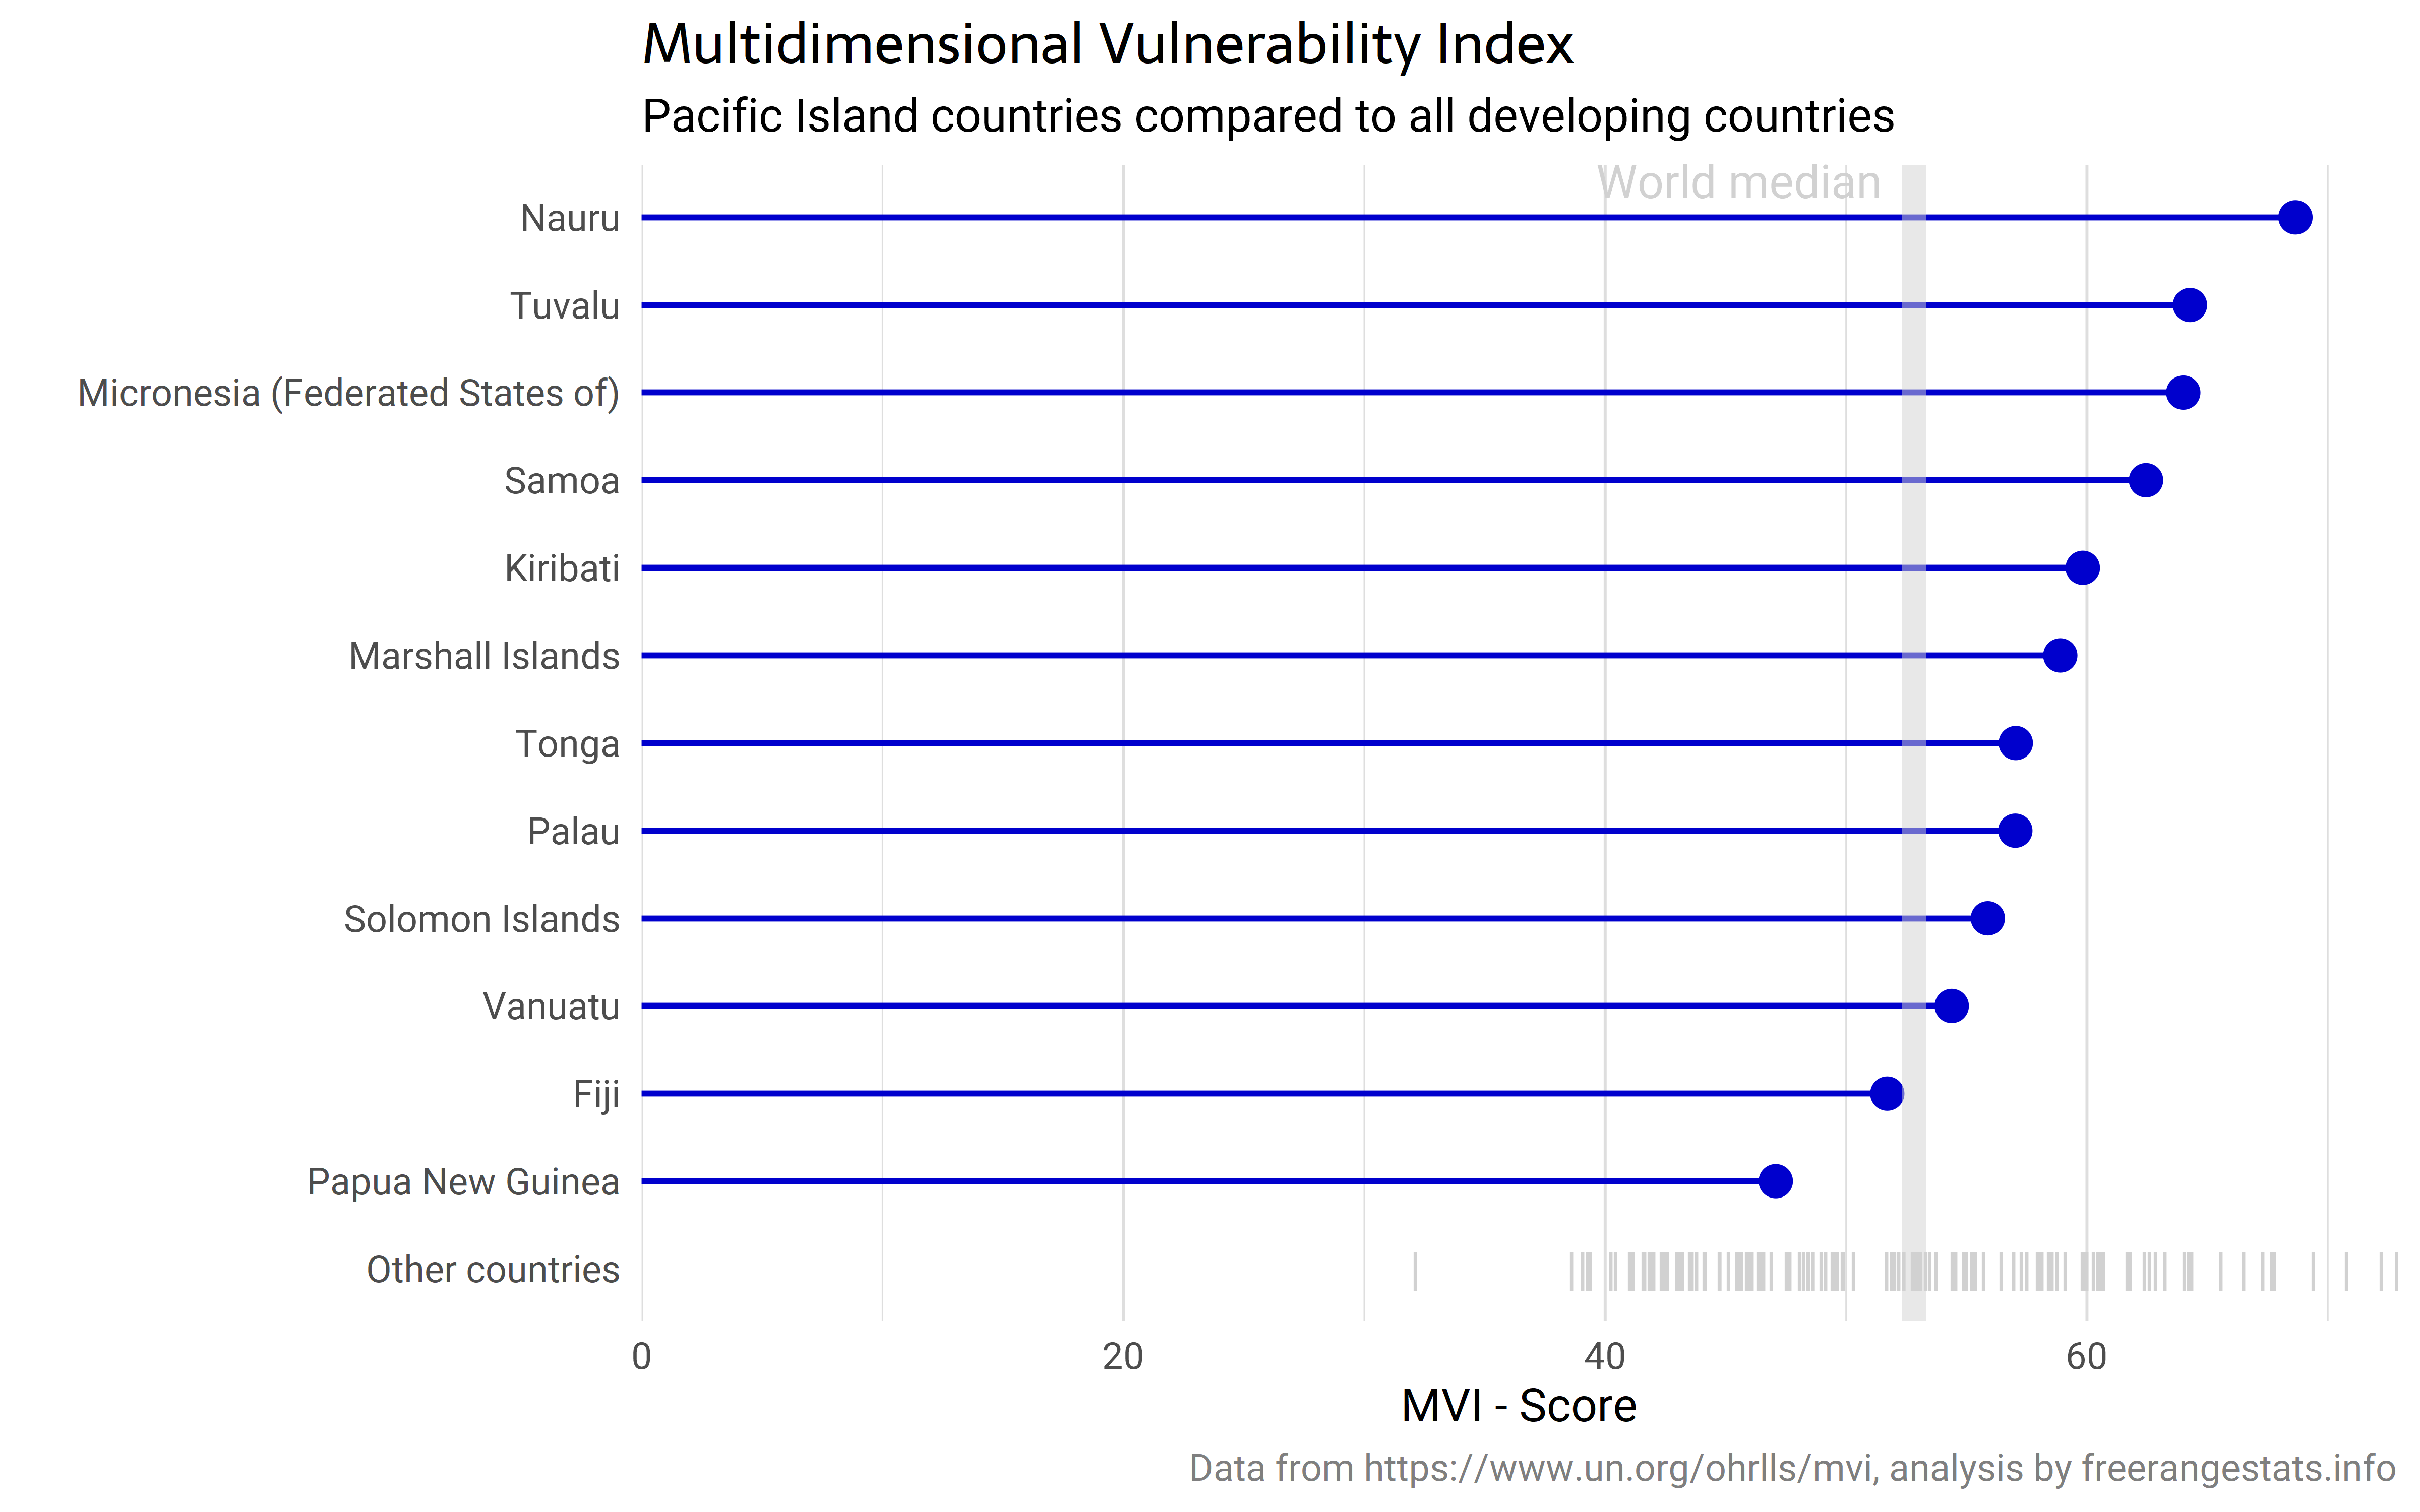 Multidimensional Vulnerability Index
Pacific Island countries compared to all developing countries
World median
Nauru
Tuvalu
Micronesia (Federated States of)
Samoa
Kiribati
Marshall Islands
Tonga
Palau
Solomon Islands
Vanuatu
Fiji
Papua New Guinea
Other countries
0 20 40 60
MVI - Score
Data from https://www.un.org/ohrlls/mvi, analysis by freerangestats.info